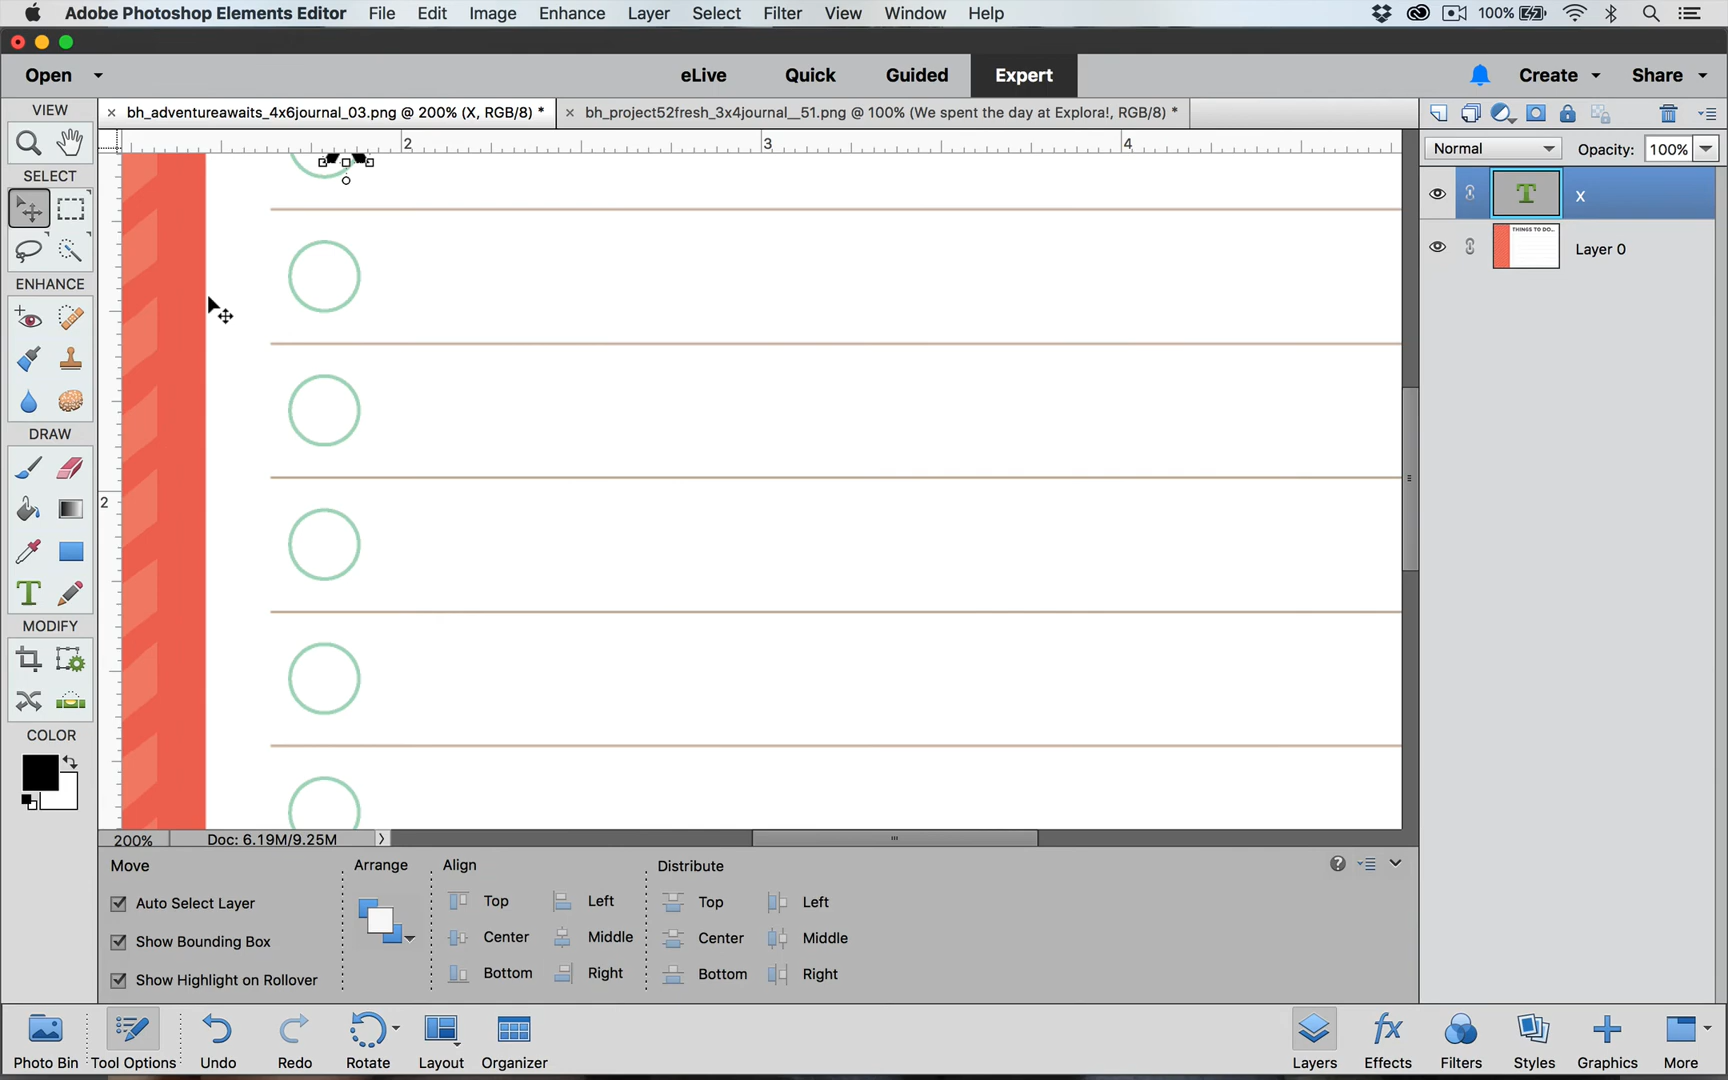 Adobe Photoshop Elements Editor File Edit Image Enhance Layer Select Filter View Window Help 100%
Open eLive Quick Guided Expert Create Share
VIEW
× bh_adventureawaits_4x6journal_03.png @ 200% (X, RGB/8) * × bh_project52fresh_3x4journal__51.png @ 100% (We spent the day at Explora!, RGB/8) *
2 3 4
Normal Opacity: 100%
SELECT
T X
THINGS TO DO...
Layer 0
ENHANCE
DRAW
2
T
MODIFY
COLOR
200% Doc: 6.19M/9.25M
Move Arrange Align Distribute
Auto Select Layer Top Left Top Left
Show Bounding Box Center Middle Center Middle
Show Highlight on Rollover Bottom Right Bottom Right
Photo Bin Tool Options Undo Redo Rotate Layout Organizer Layers Effects Filters Styles Graphics More
fx